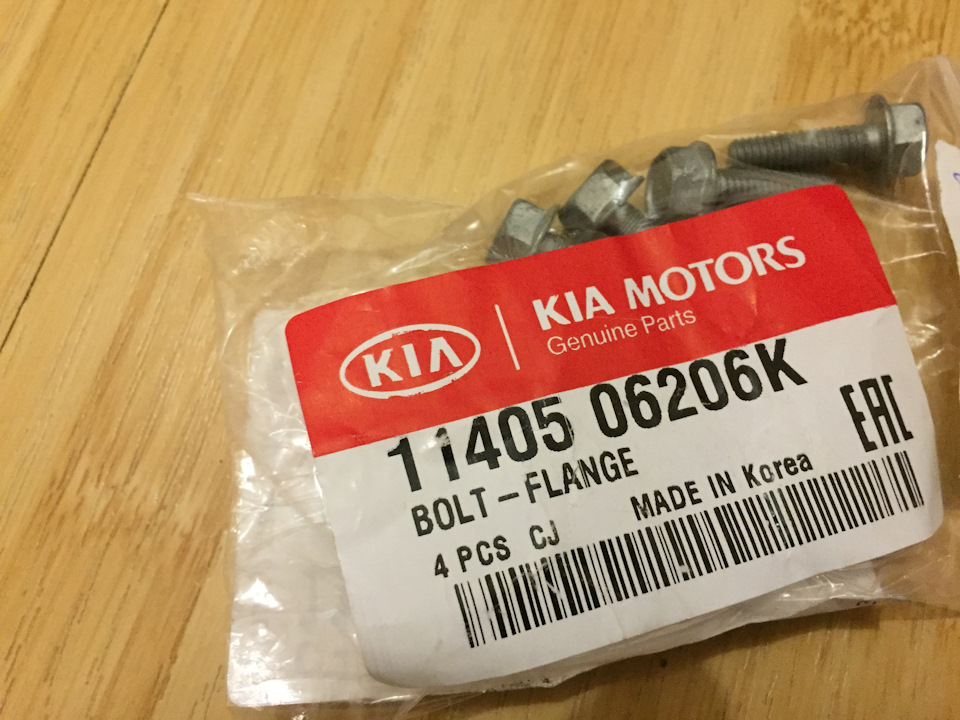 KIA
KIA MOTORS
Genuine Parts
11405 06206K
BOLT-FLANGE
4 PCS CJ
MADE IN Korea
EAC